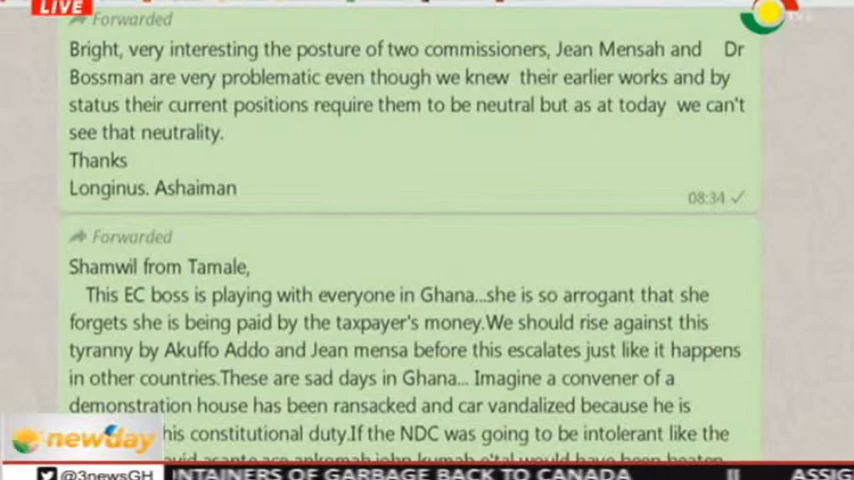 LIVE
Forwarded
Bright, very interesting the posture of two commissioners, Jean Mensah and Dr
Bossman are very problematic even though we knew their earlier works and by
status their current positions require them to be neutral but as at today we can't
see that neutrality.
Thanks
Longinus. Ashaiman
08:34
Forwarded
Shamwil from Tamale,
This EC boss is playing with everyone in Ghana...she is so arrogant that she
forgets she is being paid by the taxpayer's money.We should rise against this
tyranny by Akuffo Addo and Jean mensa before this escalates just like it happens
in other countries.These are sad days in Ghana... Imagine a convener of a
demonstration house has been ransacked and car vandalized because he is
his constitutional duty.If the NDC was going to be intolerant like the
newday
@3newsGH
NTAINERS OF GARBAGE BACK TO CANADA || ASSIG